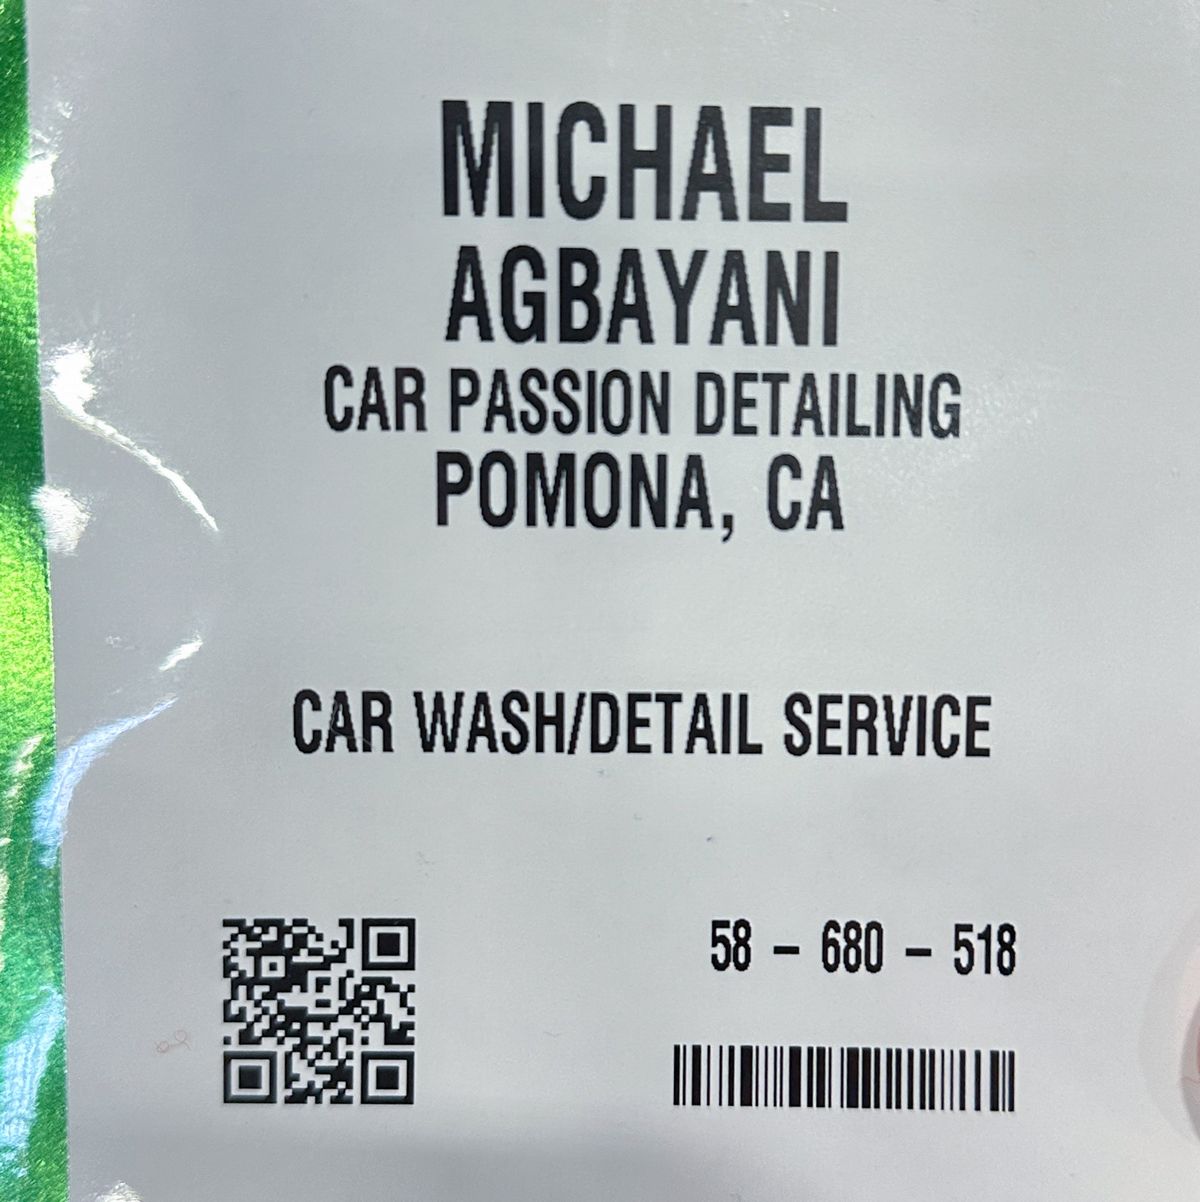 MICHAEL
AGBAYANI
CAR PASSION DETAILING
POMONA, CA
CAR WASH/DETAIL SERVICE
58 - 680 - 518